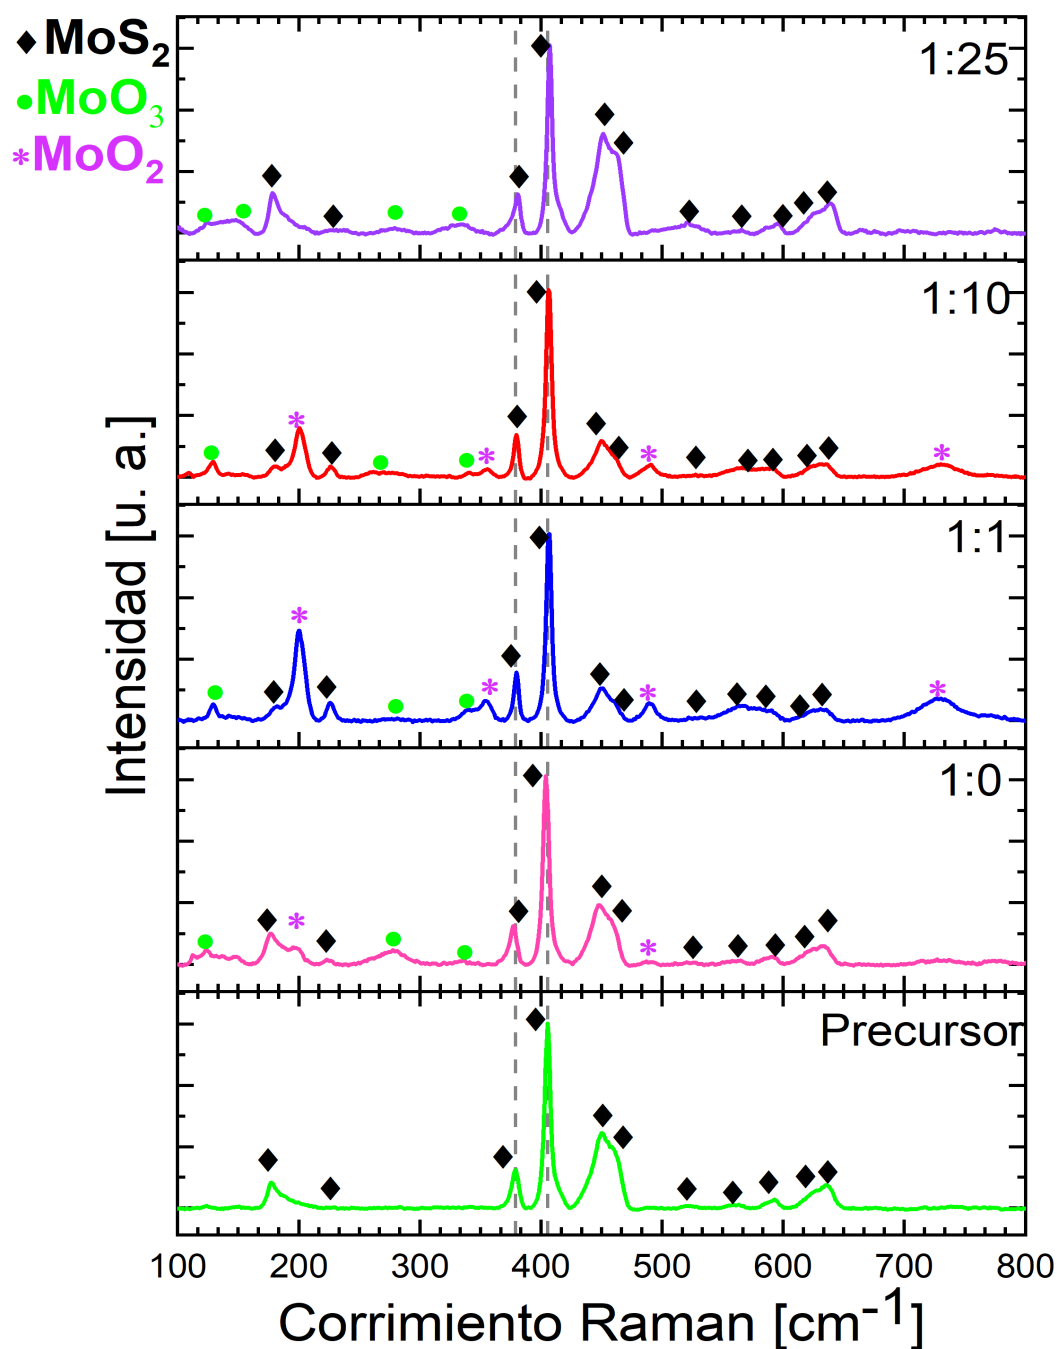 ♦MoS₂
●MoO₃
*MoO₂
1:25
1:10
1:1
1:0
Precursor
Intensidad [u. a.]
100 200 300 400 500 600 700 800
Corrimiento Raman [cm⁻¹]